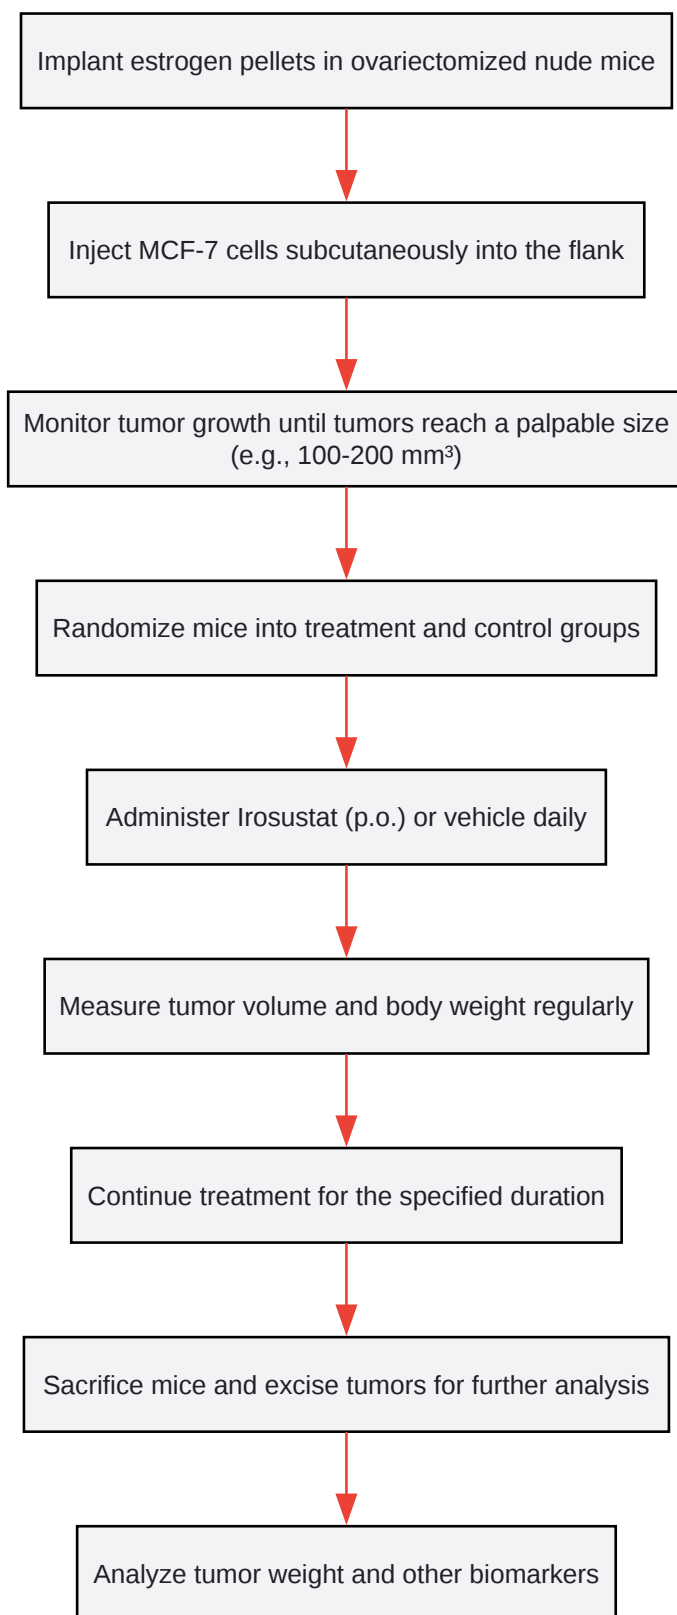 Implant estrogen pellets in ovariectomized nude mice
Inject MCF-7 cells subcutaneously into the flank
Monitor tumor growth until tumors reach a palpable size
(e.g., 100-200 mm³)
Randomize mice into treatment and control groups
Administer Irosustat (p.o.) or vehicle daily
Measure tumor volume and body weight regularly
Continue treatment for the specified duration
Sacrifice mice and excise tumors for further analysis
Analyze tumor weight and other biomarkers